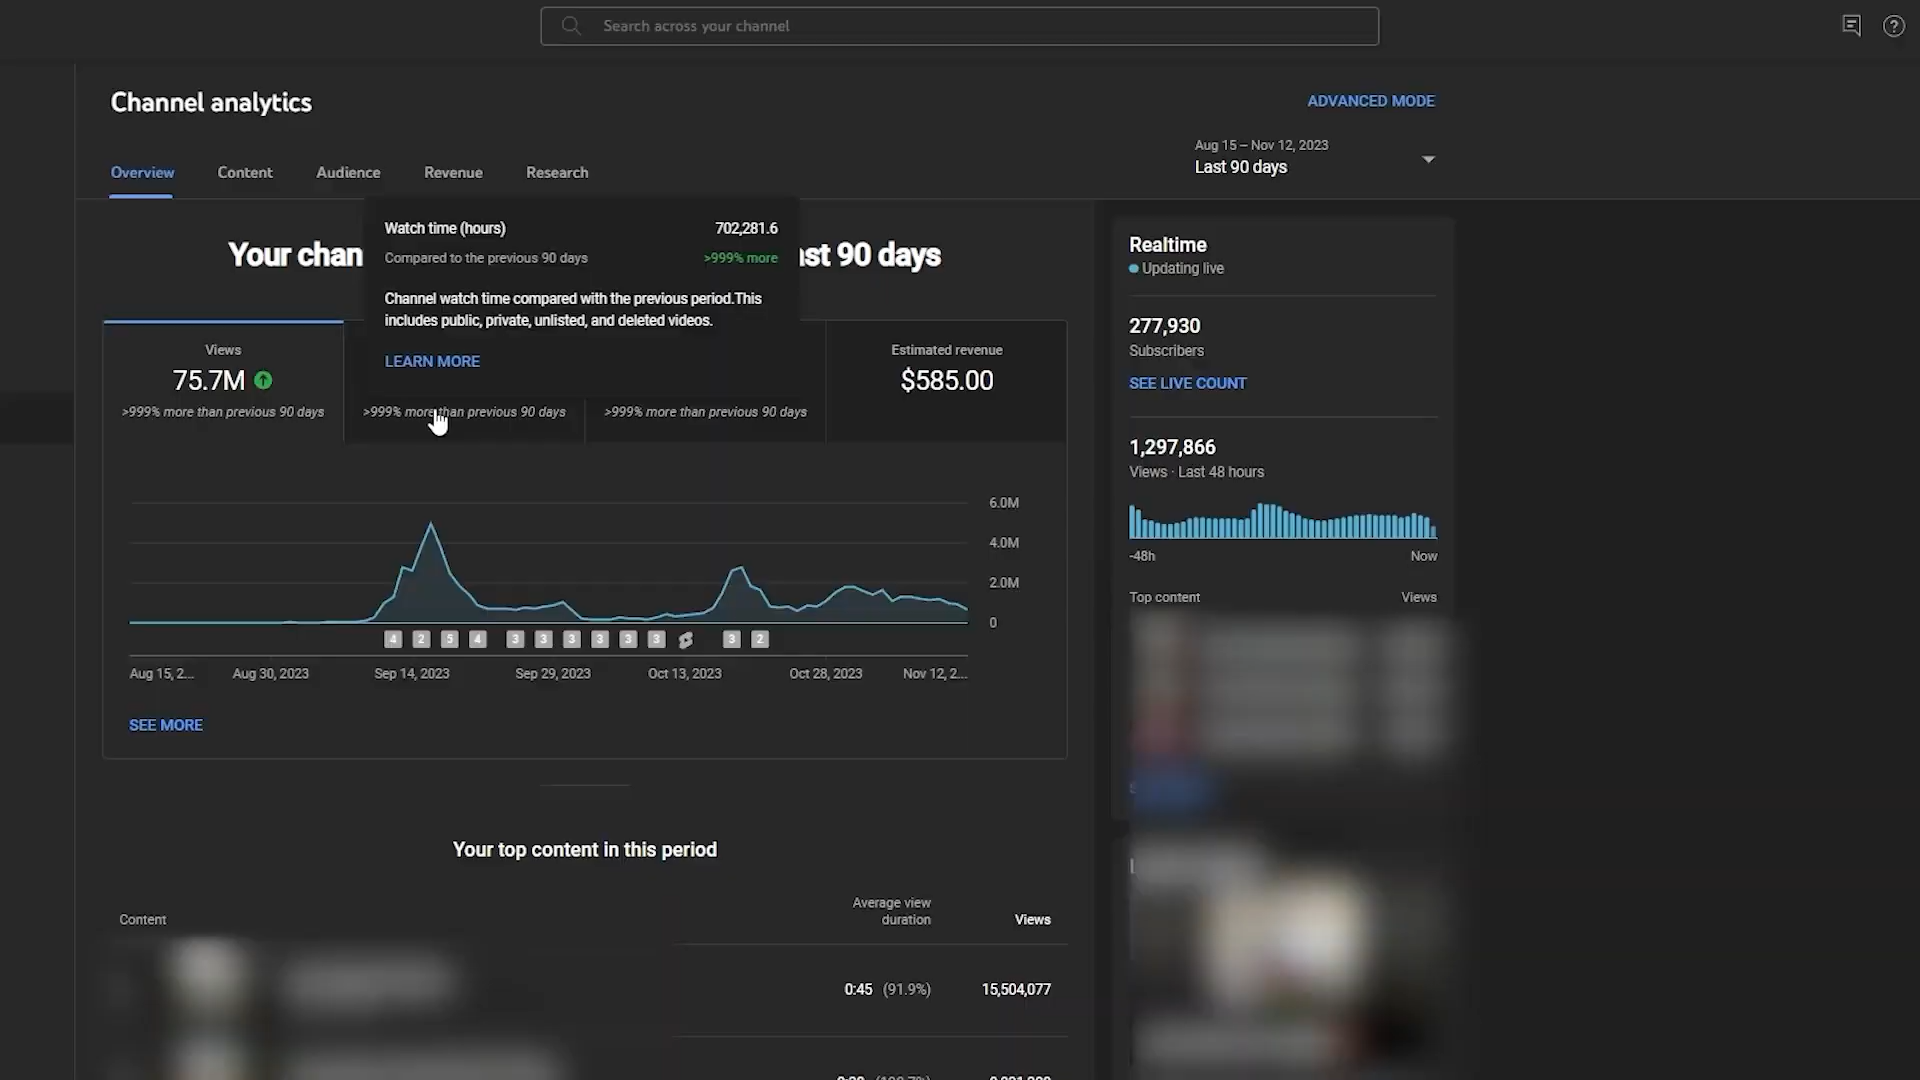 Search across your channel
Channel analytics
ADVANCED MODE
Aug 15 – Nov 12, 2023
Last 90 days
Overview
Content
Audience
Revenue
Research
Your chan
ast 90 days
Watch time (hours)
702,281.6
Compared to the previous 90 days
>999% more
Channel watch time compared with the previous period.This
includes public, private, unlisted, and deleted videos.
LEARN MORE
Views
75.7M
>999% more than previous 90 days
>999% more than previous 90 days
>999% more than previous 90 days
Estimated revenue
$585.00
6.0M
4.0M
2.0M
0
4 2 5 4 3 3 3 3 3 3 3 2
Aug 15, 2...
Aug 30, 2023
Sep 14, 2023
Sep 29, 2023
Oct 13, 2023
Oct 28, 2023
Nov 12, 2...
SEE MORE
Your top content in this period
Content
Average view
duration
Views
0:45 (91.9%)
15,504,077
Realtime
Updating live
277,930
Subscribers
SEE LIVE COUNT
1,297,866
Views · Last 48 hours
-48h
Now
Top content
Views